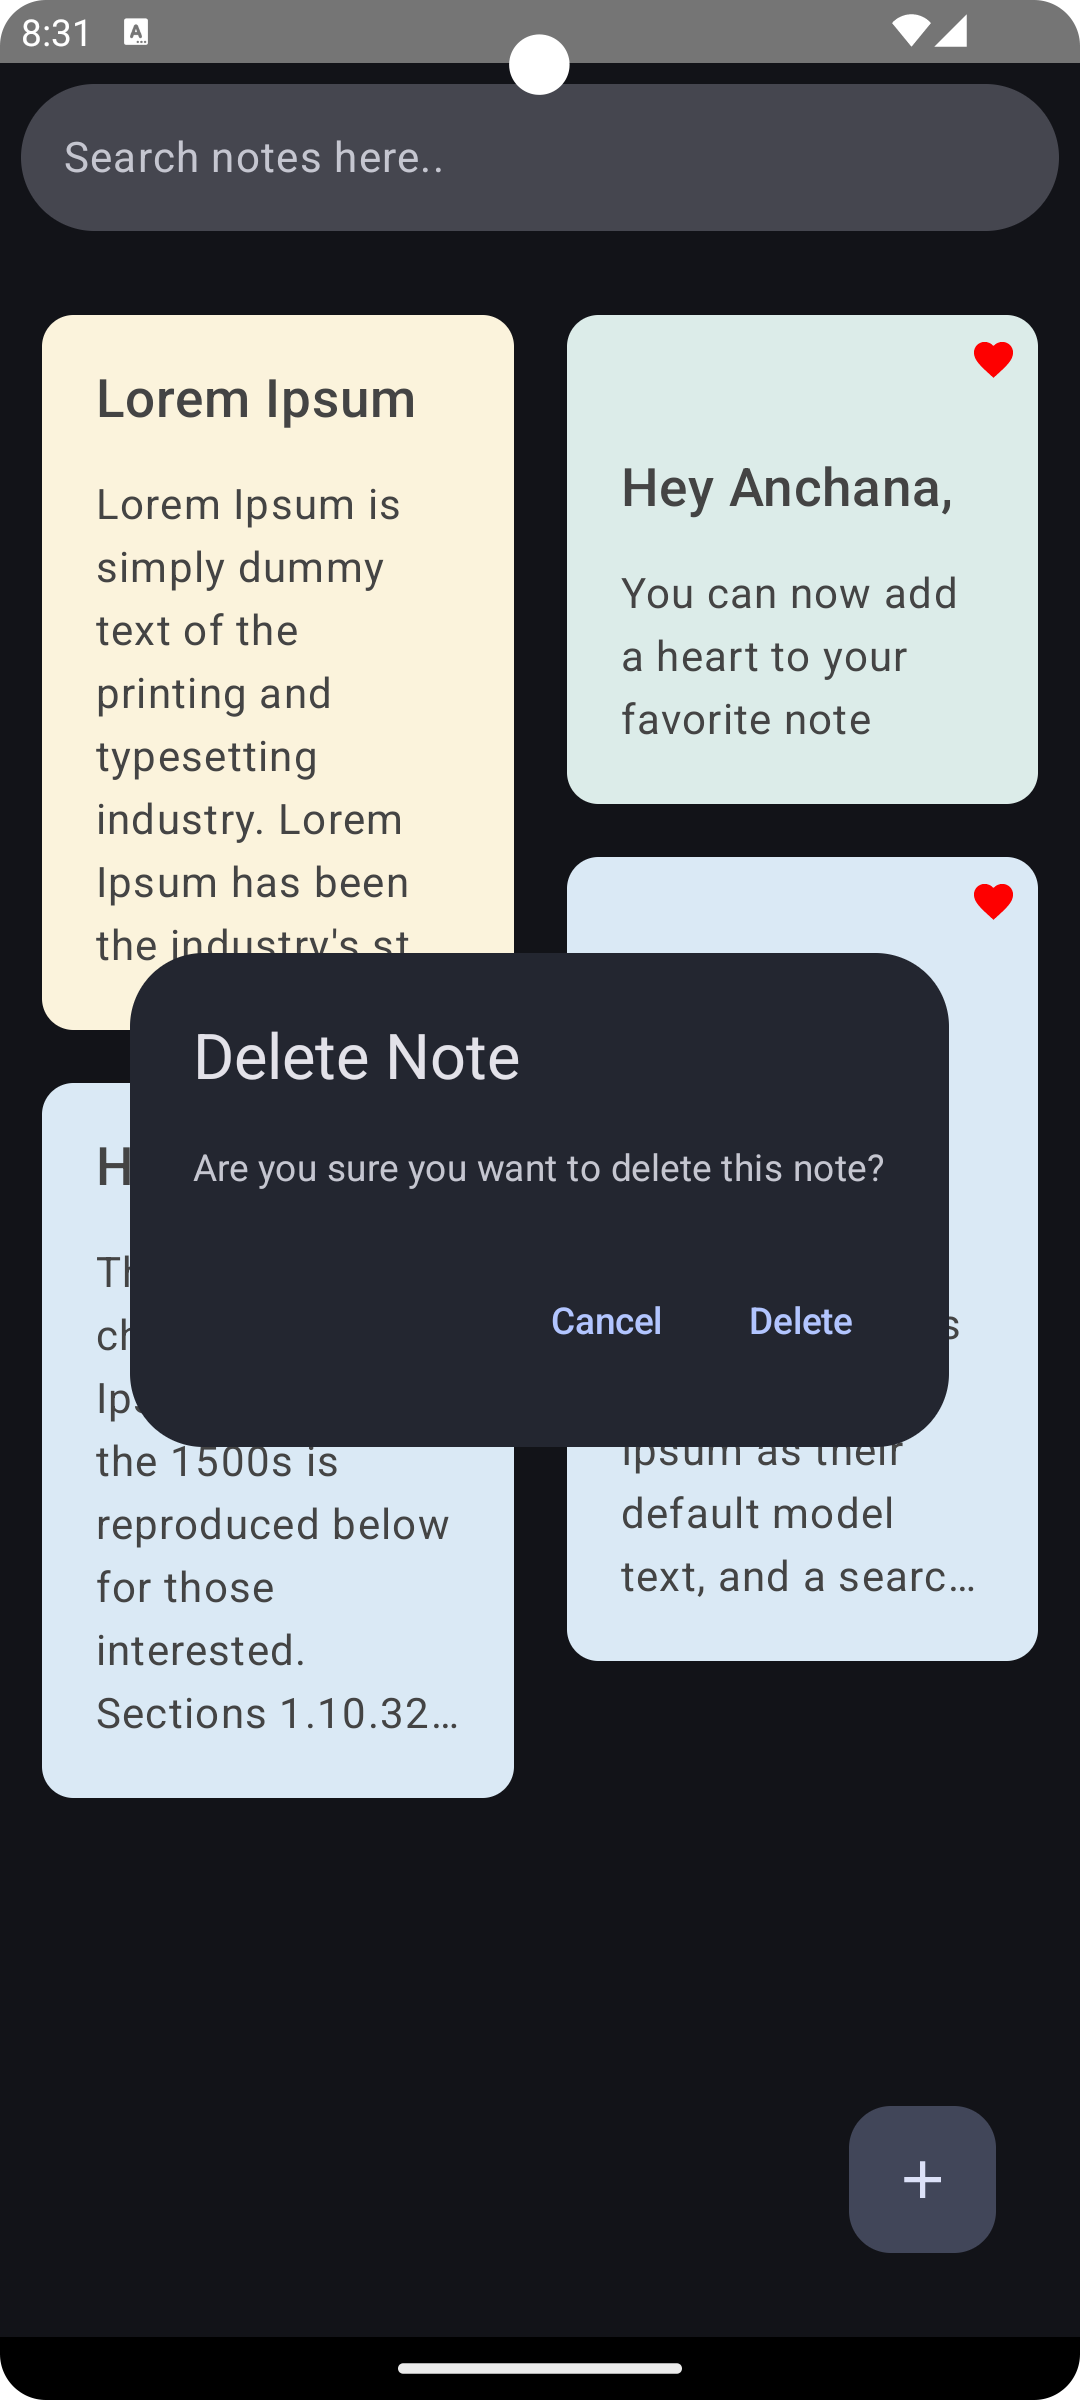 8:31
Search notes here..
Lorem Ipsum
Lorem Ipsum is
simply dummy
text of the
printing and
typesetting
industry. Lorem
Ipsum has been
the industry's st
Hey Anchana,
You can now add
a heart to your
favorite note
Delete Note
Are you sure you want to delete this note?
Cancel Delete
the 1500s is
reproduced below
for those
interested.
Sections 1.10.32...
Ipsum as their
default model
text, and a searc...